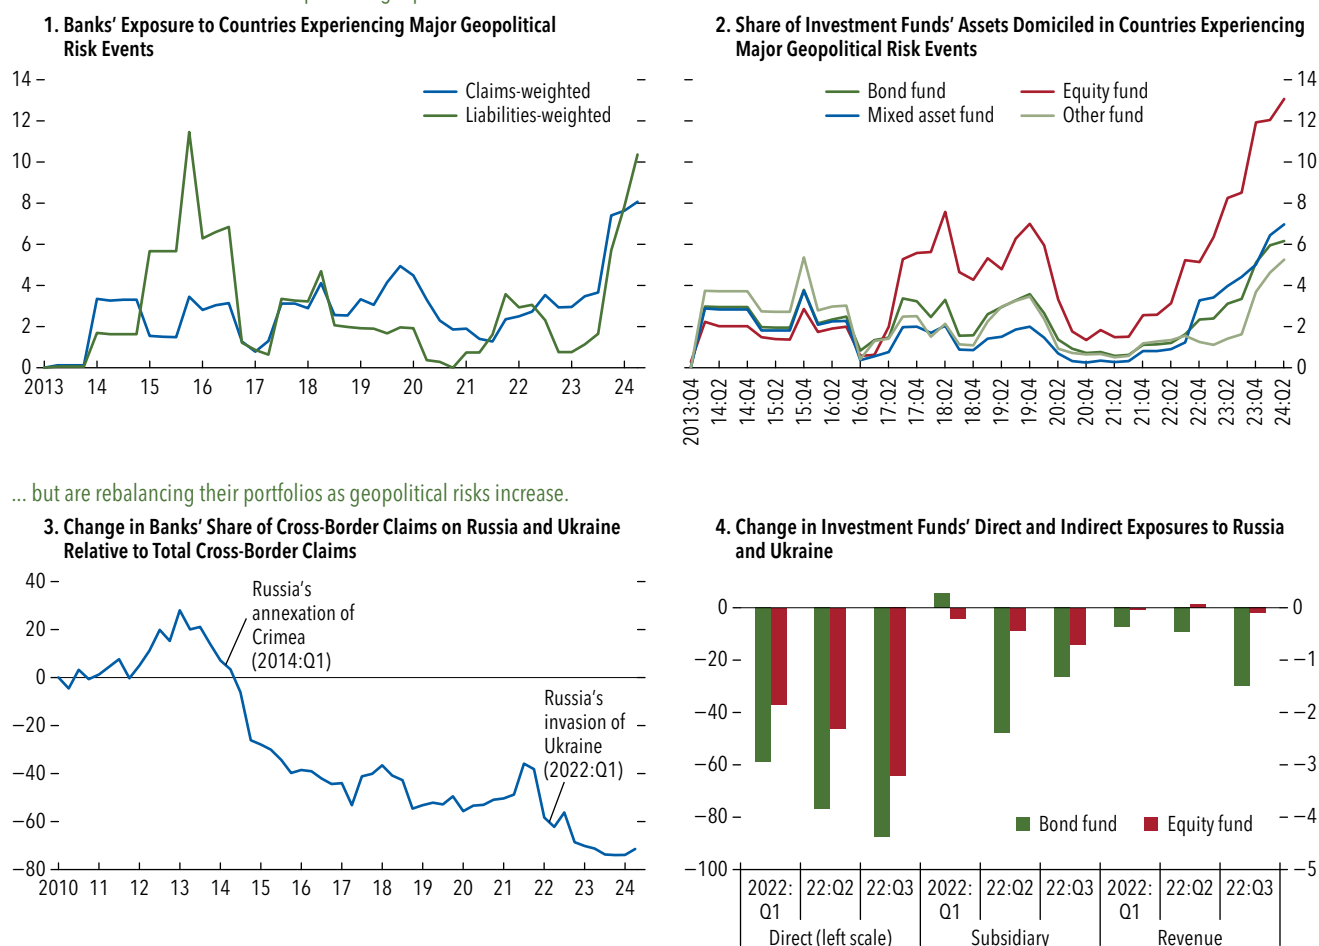 1. Banks' Exposure to Countries Experiencing Major Geopolitical
Risk Events
14
12
10
8
6
4
2
0
Claims-weighted
Liabilities-weighted
2013 14 15 16 17 18 19 20 21 22 23 24
2. Share of Investment Funds' Assets Domiciled in Countries Experiencing
Major Geopolitical Risk Events
Bond fund
Equity fund
Mixed asset fund
Other fund
14
12
10
8
6
4
2
0
2013:Q4 14:Q2 14:Q4 15:Q2 15:Q4 16:Q2 16:Q4 17:Q2 17:Q4 18:Q2 18:Q4 19:Q2 19:Q4 20:Q2 20:Q4 21:Q2 21:Q4 22:Q2 22:Q4 23:Q2 23:Q4 24:Q2
... but are rebalancing their portfolios as geopolitical risks increase.
3. Change in Banks' Share of Cross-Border Claims on Russia and Ukraine
Relative to Total Cross-Border Claims
40
20
0
−20
−40
−60
−80
Russia's
annexation of
Crimea
(2014:Q1)
Russia's
invasion of
Ukraine
(2022:Q1)
2010 11 12 13 14 15 16 17 18 19 20 21 22 23 24
4. Change in Investment Funds' Direct and Indirect Exposures to Russia
and Ukraine
0
−20
−40
−60
−80
−100
0
−1
−2
−3
−4
−5
Bond fund
Equity fund
2022: 22:Q2 22:Q3 2022: 22:Q2 22:Q3 2022: 22:Q2 22:Q3
Q1 Q1 Q1
Direct (left scale) Subsidiary Revenue